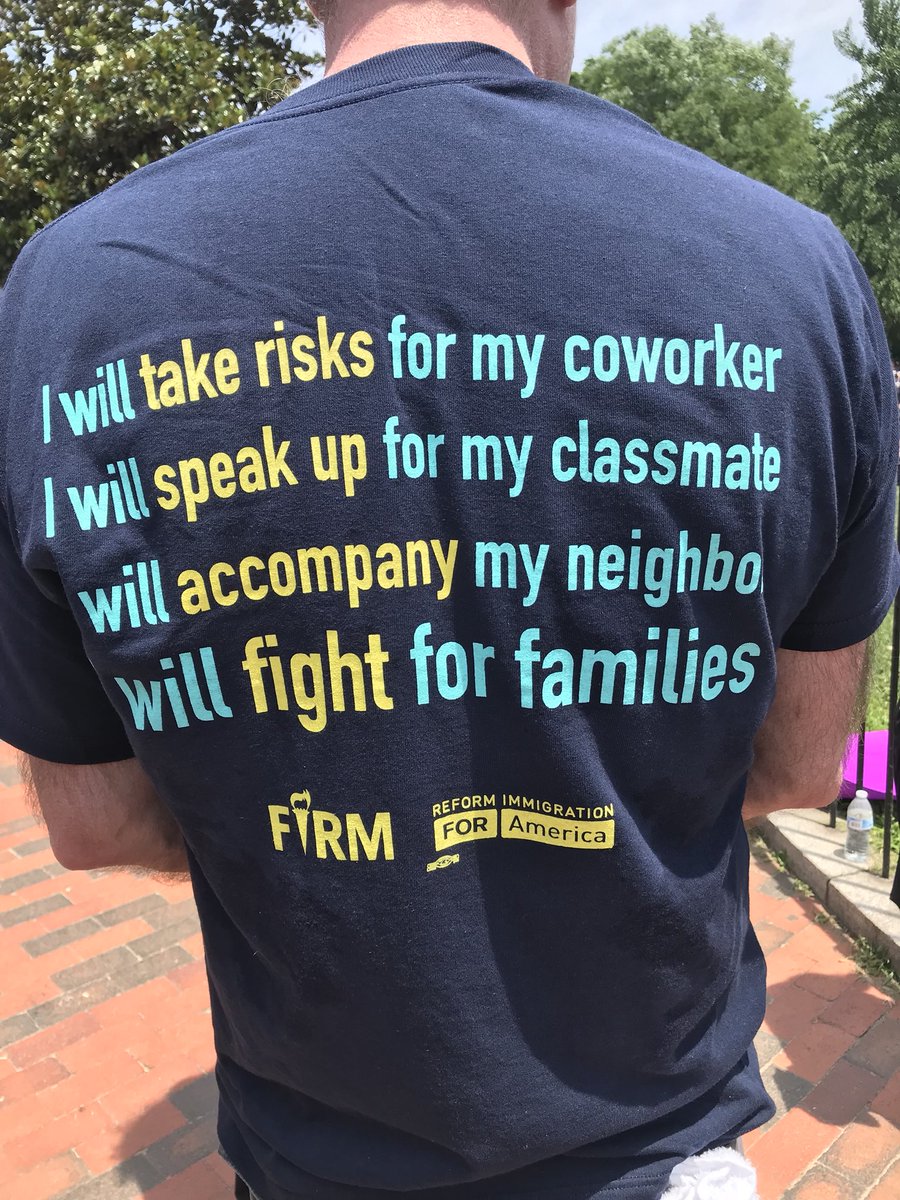 I will take risks for my coworker
I will speak up for my classmate
will accompany my neighbo
will fight for families
FIRM
REFORM IMMIGRATION
FOR America